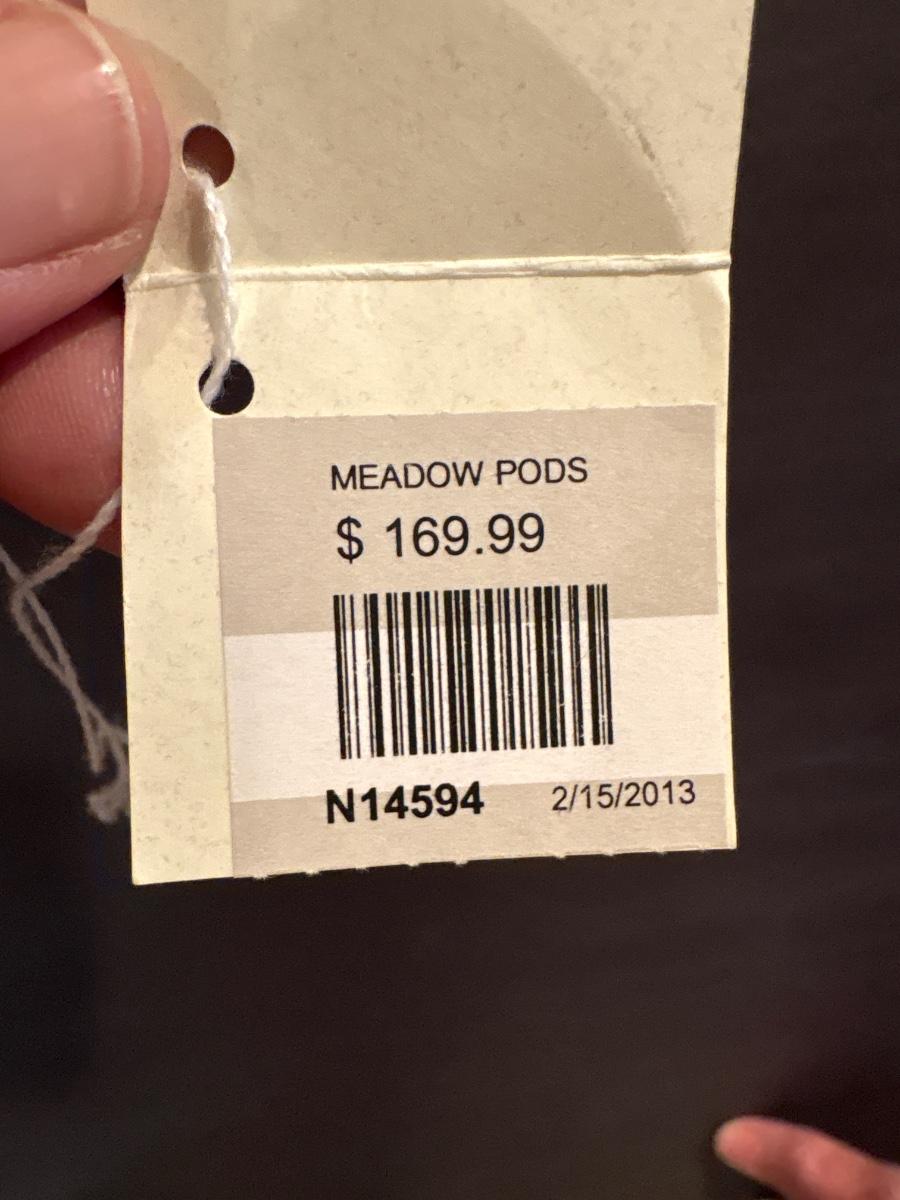 MEADOW PODS
$ 169.99
N14594 2/15/2013